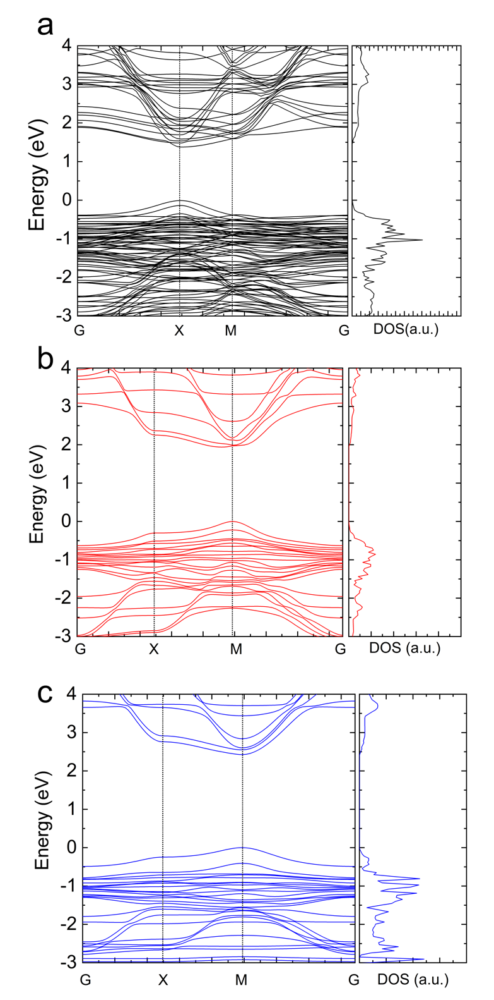 a
4
3
2
1
0
-1
-2
-3
Energy (eV)
G X M G
DOS(a.u.)
b
4
3
2
1
0
-1
-2
-3
Energy (eV)
G X M G
DOS (a.u.)
c
4
3
2
1
0
-1
-2
-3
Energy (eV)
G X M G
DOS (a.u.)